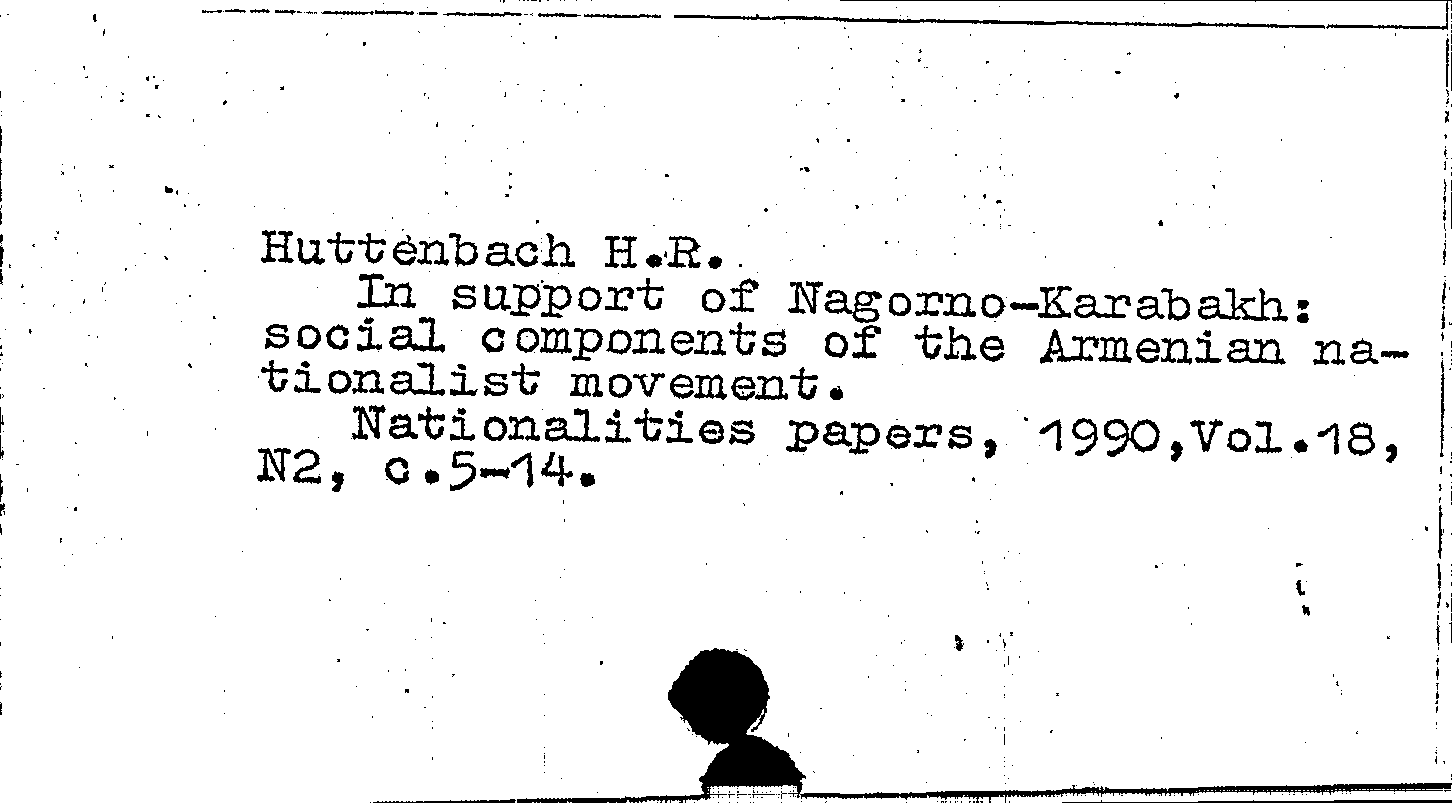 Huttenbach H.R.
In support of Nagorno-Karabakh:
social components of the Armenian na-
tionalist movement.
Nationalities papers, 1990,Vol.18,
N2, c.5-14.